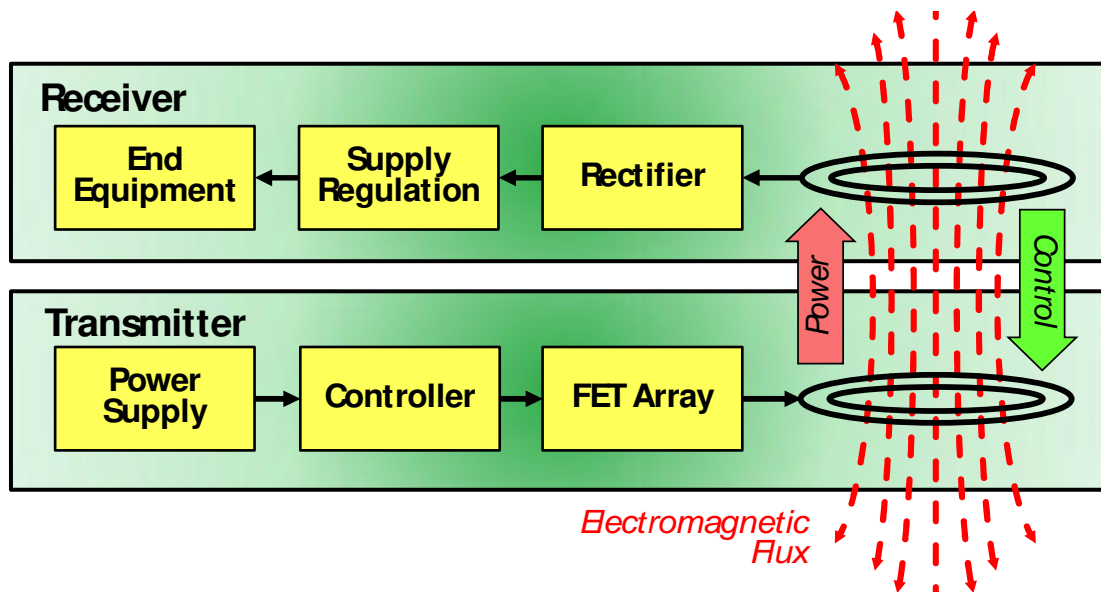 Receiver
End
Equipment
Supply
Regulation
Rectifier
Power
Control
Transmitter
Power
Supply
Controller
FET Array
Electromagnetic
Flux